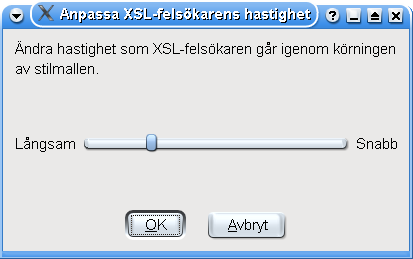 Anpassa XSL-felsökarens hastighet
Ändra hastighet som XSL-felsökaren går igenom körningen
av stilmallen.
Långsam Snabb
OK Avbryt